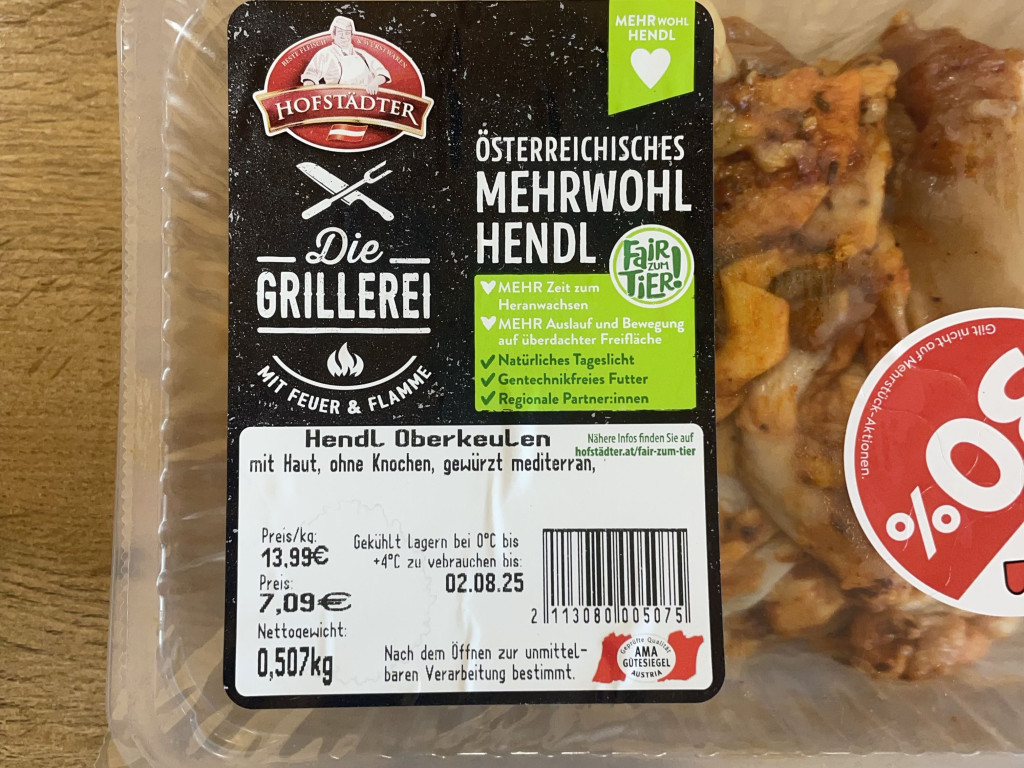 BESTE FLEISCH & WURSTWAREN
HOFSTÄDTER
Die
GRILLEREI
MIT FEUER & FLAMME
MEHRWOHL
HENDL
ÖSTERREICHISCHES
MEHRWOHL
HENDL
FAIR
ZUM
TIER!
MEHR Zeit zum
Heranwachsen
MEHR Auslauf und Bewegung
auf überdachter Freifläche
Natürliches Tageslicht
Gentechnikfreies Futter
Regionale Partner:innen
Hendl Oberkeulen
Nähere Infos finden Sie auf
hofstädter.at/fair-zum-tier
mit Haut, ohne Knochen, gewürzt mediterran,
Preis/kg:
13,99€
Preis:
7,09€
Nettogewicht:
0,507kg
Gekühlt lagern bei 0°C bis
+4°C zu vebrauchen bis:
02.08.25
2 113080 005075
Nach dem Öffnen zur unmittel-
baren Verarbeitung bestimmt.
Geprüfte Qualität
AMA
GÜTESIEGEL
AUSTRIA
Gilt nicht auf Mehrstück-Aktionen.
30%